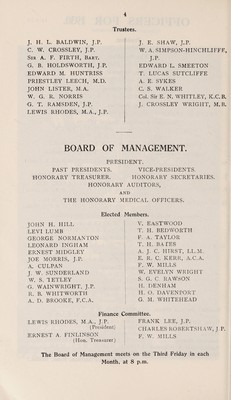 4
Trustees.
J. H. L. BALDWIN, J.P.
C. W. CROSSLEY, J.P.
SIR A. F. FIRTH, BART.
G. B. HOLDSWORTH, J.P.
EDWARD M. HUNTRISS
PRIESTLEY LEECH, M.D.
JOHN LISTER, M.A.
W. G. R. NORRIS
G. T. RAMSDEN, J.P.
LEWIS RHODES, M.A., J.P.
J. E. SHAW, J.P.
W. A. SIMPSON-HINCHLIFFE,
J.P.
EDWARD L. SMEETON
T. LUCAS SUTCLIFFE
A. E. SYKES
C. S. WALKER
Col. Sir E. N. WHITLEY, K.C.B.
J. CROSSLEY WRIGHT, M.B.
BOARD OF MANAGEMENT.
PRESIDENT.
PAST PRESIDENTS. VICE-PRESIDENTS.
HONORARY TREASURER. HONORARY SECRETARIES.
HONORARY AUDITORS,
AND
THE HONORARY MEDICAL OFFICERS.
Elected Members.
JOHN H. HILL
LEVI LUMB
GEORGE NORMANTON
LEONARD INGHAM
ERNEST MIDGLEY
JOE MORRIS, J.P.
A. CULPAN
J. W. SUNDERLAND
W. S. TETLEY
G. WAINWRIGHT, J.P.
R. B. WHITWORTH
A. D. BROOKE, F.C.A.
V. EASTWOOD
T. H. BEDWORTH
F. A. TAYLOR
T. H. BATES
A. J. C. HIRST, LL.M.
E. R. C. KERR, A.C.A.
F. W. MILLS
W. EVELYN WRIGHT
S. G. C. RAWSON
H. DENHAM
H. O. DAVENPORT
G. M. WHITEHEAD
Finance Committee.
LEWIS RHODES, M.A., J.P.
(President)
ERNEST A. FINLINSON
(Hon. Treasurer)
FRANK LEE, J.P.
CHARLES ROBERTSHAW, J.P.
F. W. MILLS
The Board of Management meets on the Third Friday in each
Month, at 8 p.m.